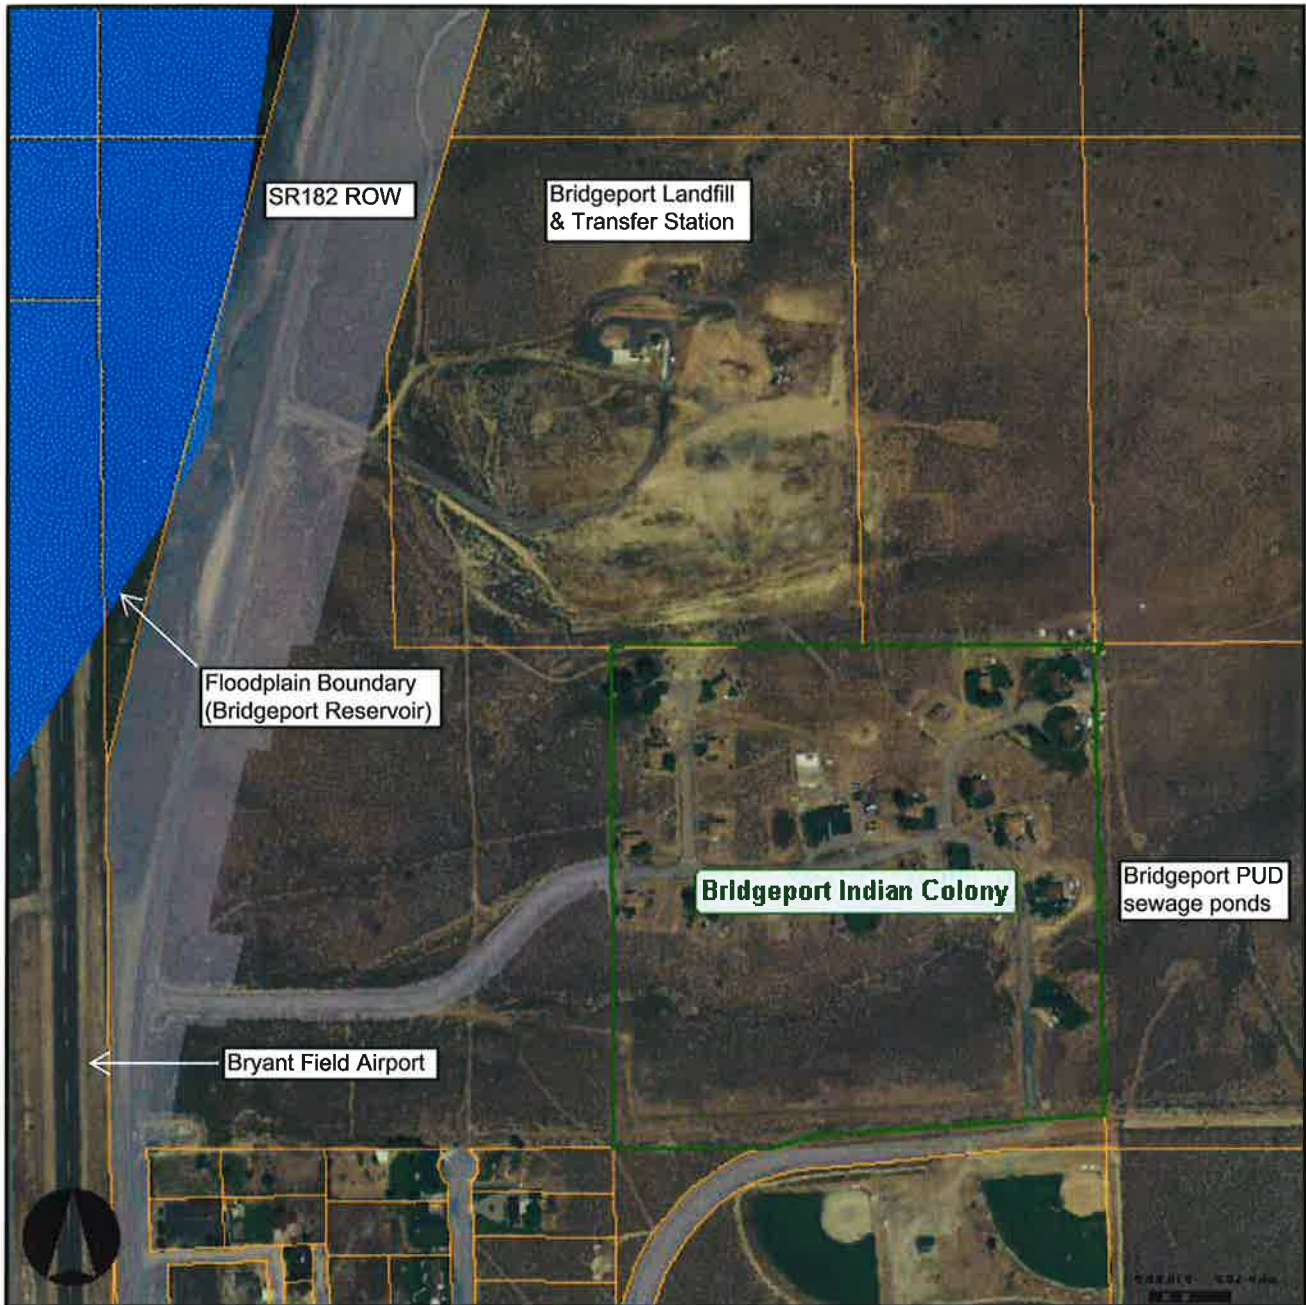 SR182 ROW
Bridgeport Landfill
& Transfer Station
Floodplain Boundary
(Bridgeport Reservoir)
Bridgeport Indian Colony
Bridgeport PUD
sewage ponds
Bryant Field Airport